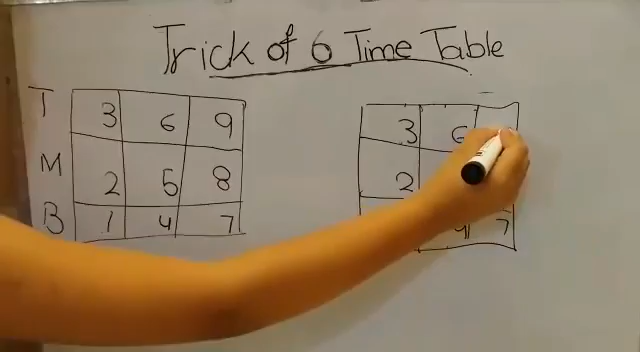 Trick of 6 Time Table
T 3 6 9 3 6
M 2 5 8 2
B 1 4 7 4 7